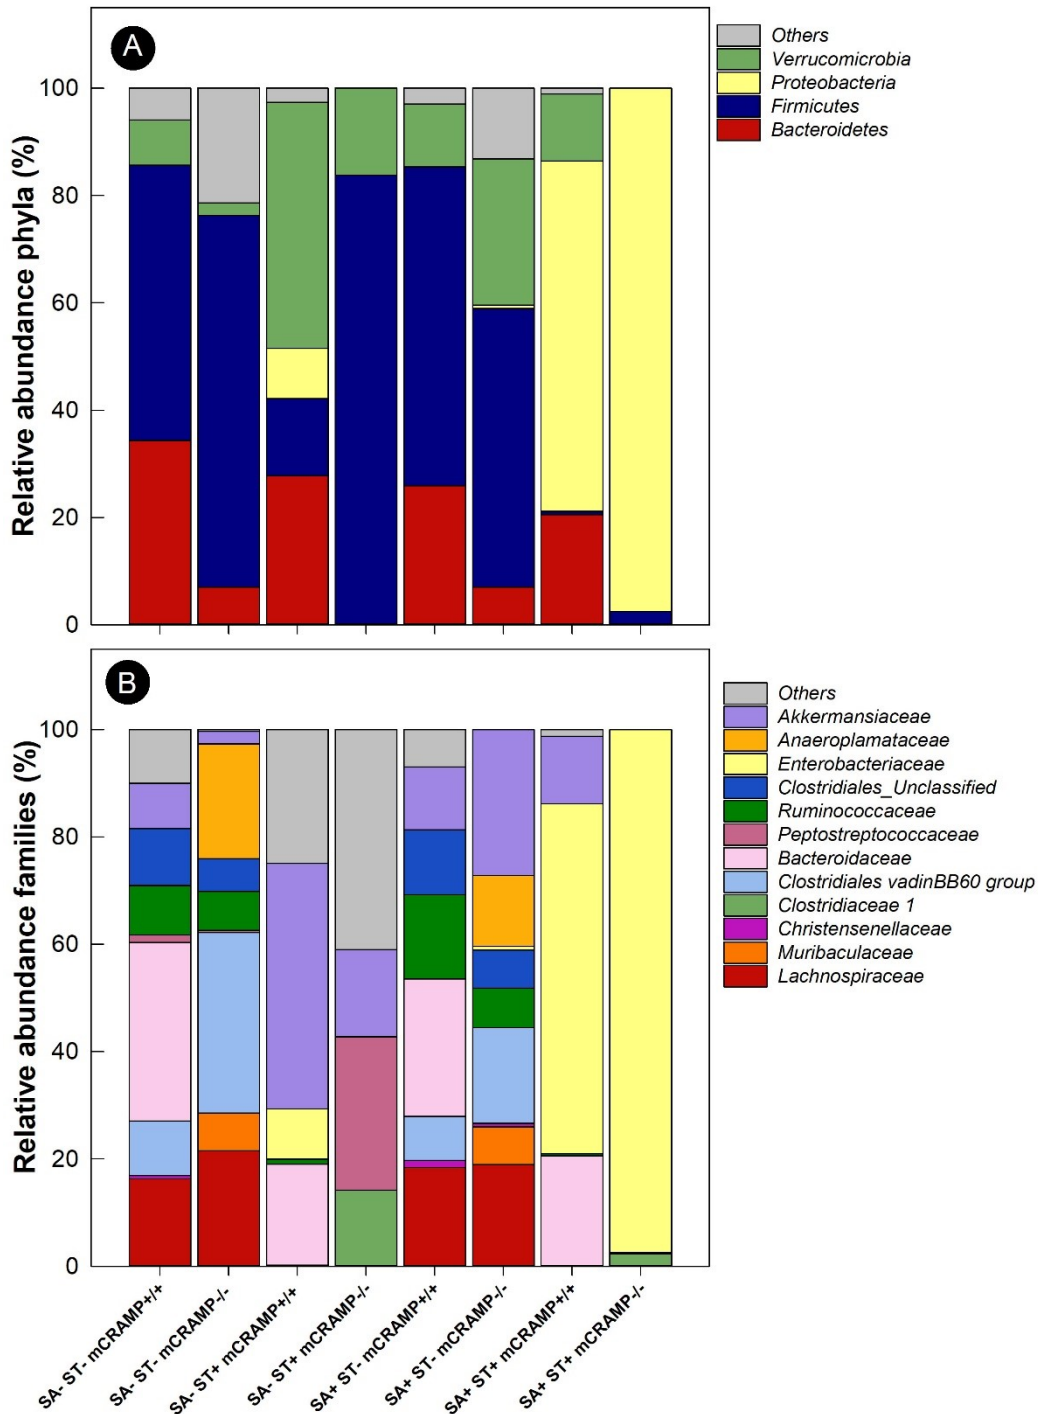 A
Relative abundance phyla (%)
100
80
60
40
20
0
Others
Verrucomicrobia
Proteobacteria
Firmicutes
Bacteroidetes
B
Relative abundance families (%)
100
80
60
40
20
0
Others
Akkermansiaceae
Anaeroplamataceae
Enterobacteriaceae
Clostridiales_Unclassified
Ruminococcaceae
Peptostreptococcaceae
Bacteroidaceae
Clostridiales vadinBB60 group
Clostridiaceae 1
Christensenellaceae
Muribaculaceae
Lachnospiraceae
SA- ST- mCRAMP+/+
SA- ST- mCRAMP-/-
SA- ST+ mCRAMP+/+
SA- ST+ mCRAMP-/-
SA+ ST- mCRAMP+/+
SA+ ST- mCRAMP-/-
SA+ ST+ mCRAMP+/+
SA+ ST+ mCRAMP-/-